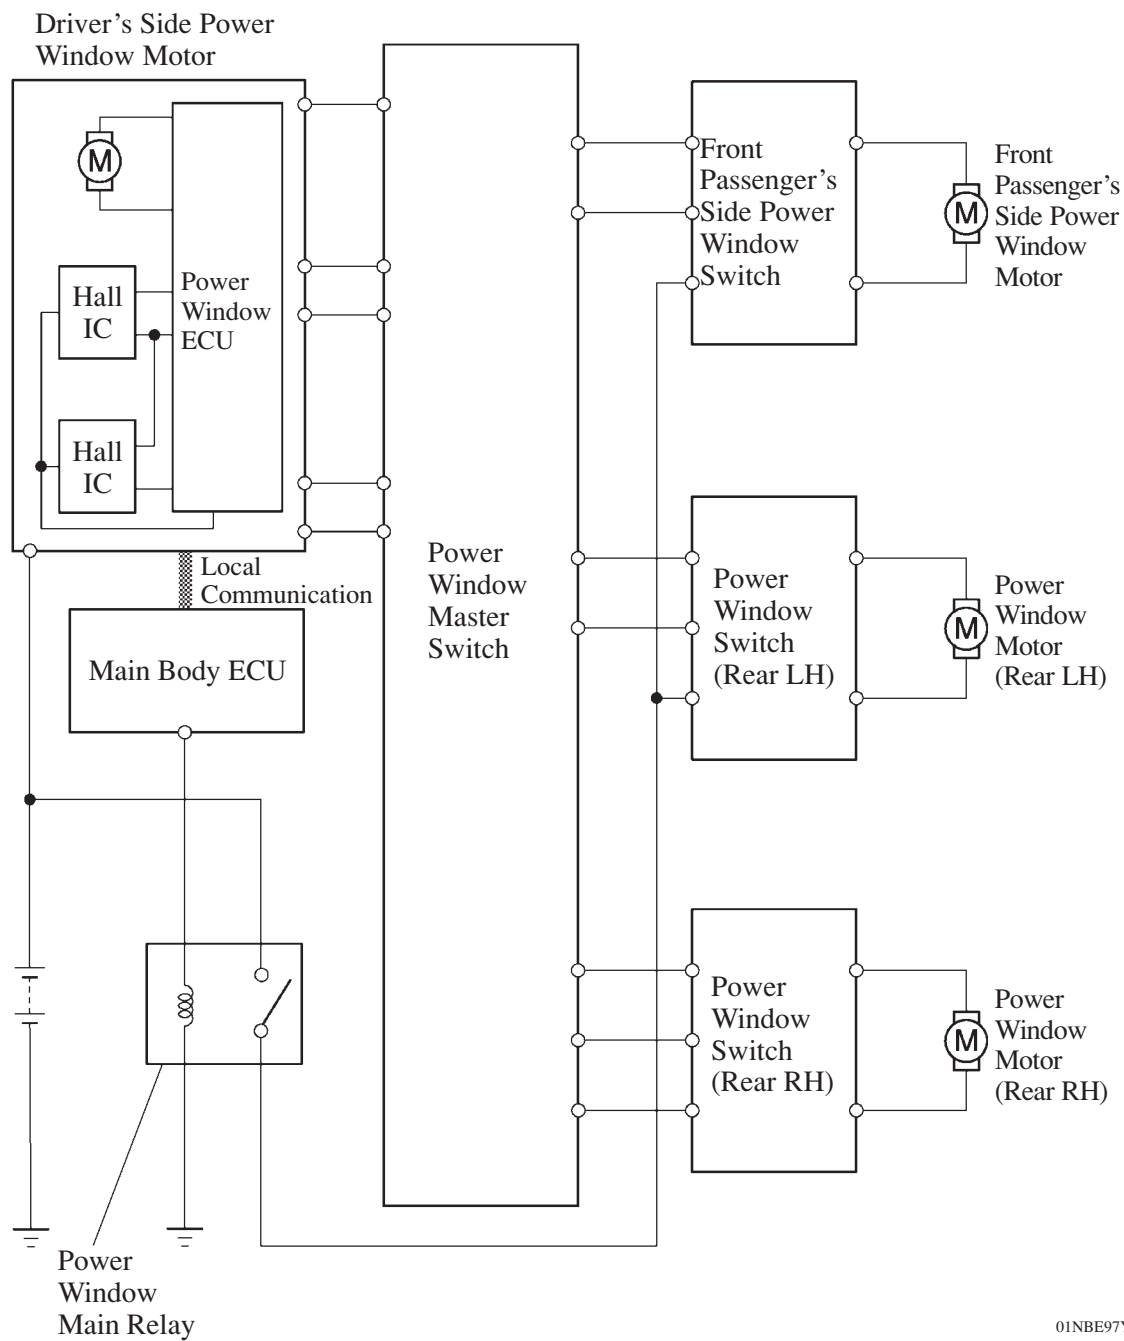 Driver's Side Power
Window Motor
M
Hall
IC
Hall
IC
Power
Window
ECU
Local
Communication
Main Body ECU
Power
Window
Master
Switch
Front
Passenger's
Side Power
Window
Switch
M
Front
Passenger's
Side Power
Window
Motor
Power
Window
Switch
(Rear LH)
M
Power
Window
Motor
(Rear LH)
Power
Window
Switch
(Rear RH)
M
Power
Window
Motor
(Rear RH)
Power
Window
Main Relay
01NBE97Y